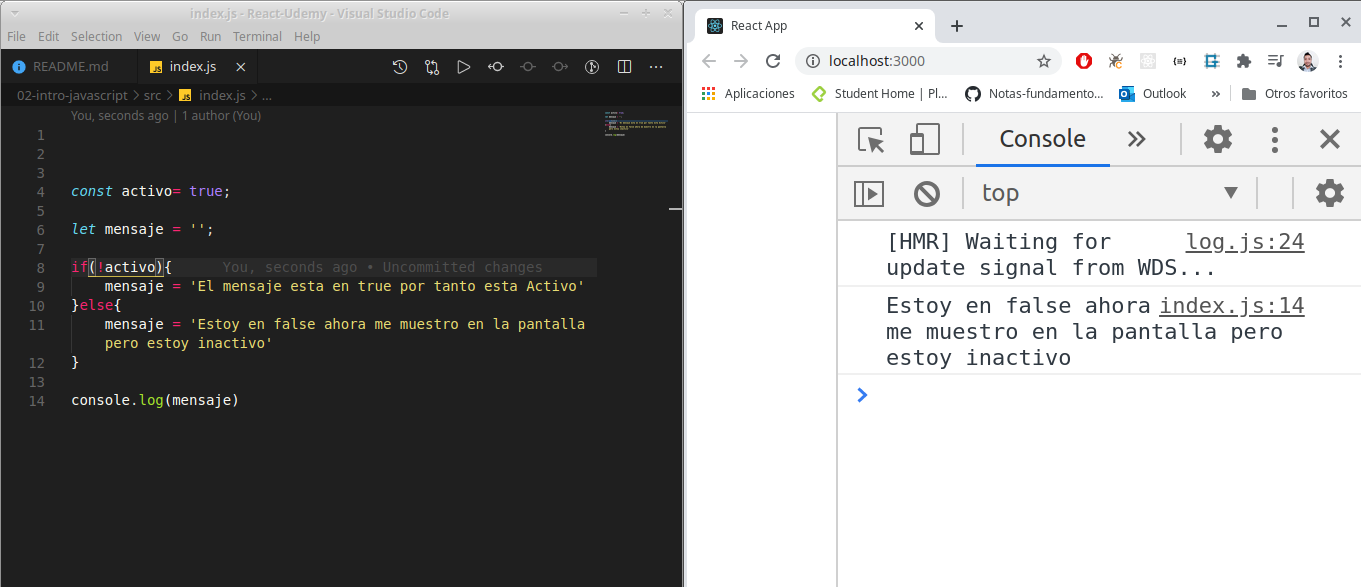 index.js - React-Udemy - Visual Studio Code
File Edit Selection View Go Run Terminal Help
README.md
JS index.js
02-intro-javascript > src > JS index.js > ...
You, seconds ago | 1 author (You)
1
2
3
4 const activo= true;
5
6 let mensaje = '';
7
8 if(!activo){ You, seconds ago • Uncommitted changes
9 mensaje = 'El mensaje esta en true por tanto esta Activo'
10 }else{
11 mensaje = 'Estoy en false ahora me muestro en la pantalla
pero estoy inactivo'
12 }
13
14 console.log(mensaje)
React App
localhost:3000
Aplicaciones Student Home | Pl... Notas-fundamento... Outlook » Otros favoritos
Console
top
[HMR] Waiting for log.js:24
update signal from WDS...
Estoy en false ahora index.js:14
me muestro en la pantalla pero
estoy inactivo